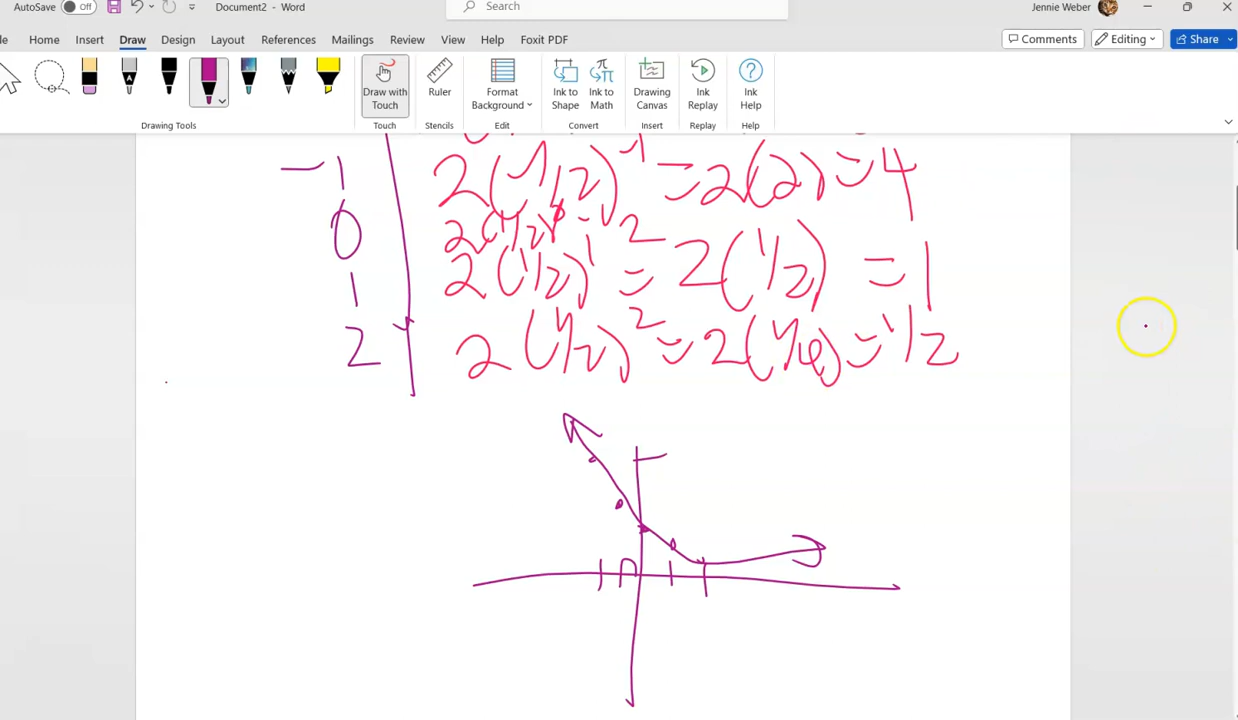 AutoSave Off Document2 - Word Search Jennie Weber
Home Insert Draw Design Layout References Mailings Review View Help Foxit PDF Comments Editing Share
Draw with Touch Ruler Format Background Ink to Shape Ink to Math Drawing Canvas Ink Replay Ink Help
Drawing Tools Touch Stencils Edit Convert Insert Replay Help
-1 2(1/2)^-1 = 2(2) = 4
0 2(1/2)^0 = 2
1 2(1/2)^1 = 2(1/2) = 1
2 2(1/2)^2 = 2(1/4) = 1/2